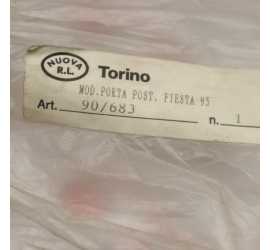 NUOVA
R.L. Torino
MOD.PORTA POST. FIESTA 95
Art. 90/683 n. 1